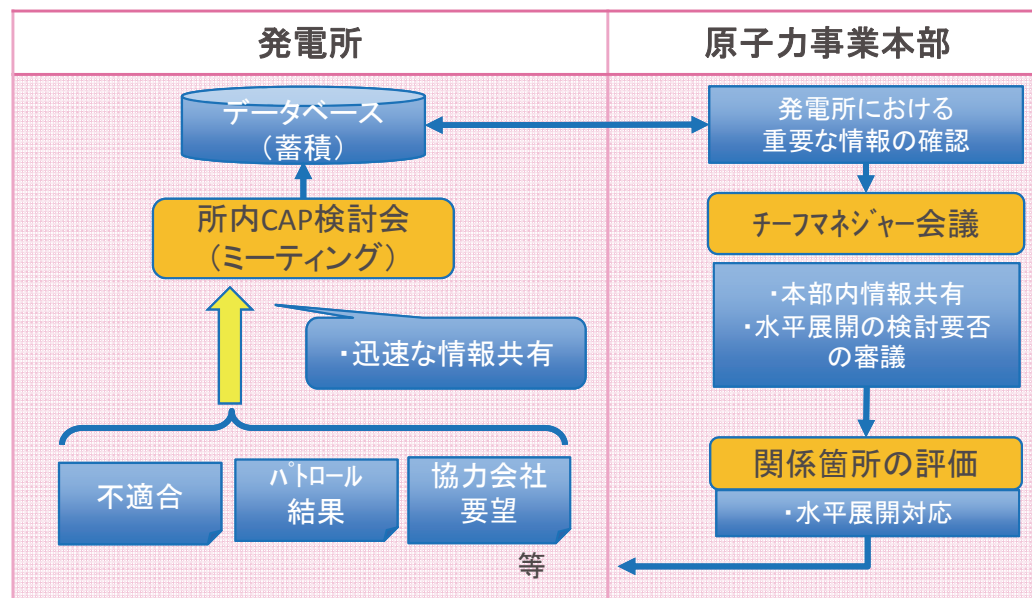 発電所
データベース
（蓄積）
所内CAP検討会
（ミーティング）
・迅速な情報共有
不適合
パトロール
結果
協力会社
要望
等
原子力事業本部
発電所における
重要な情報の確認
チーフマネジャー会議
・本部内情報共有
・水平展開の検討要否
の審議
関係箇所の評価
・水平展開対応